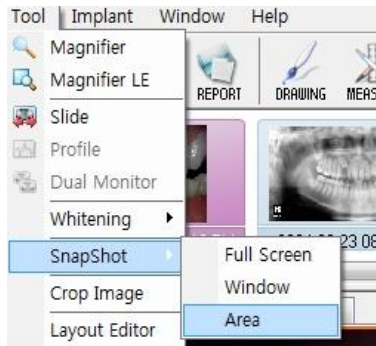 Tool Implant Window Help
Magnifier
Magnifier LE
REPORT DRAWING
Slide
Profile
Dual Monitor
Whitening
SnapShot
Full Screen
Window
Area
Crop Image
Layout Editor